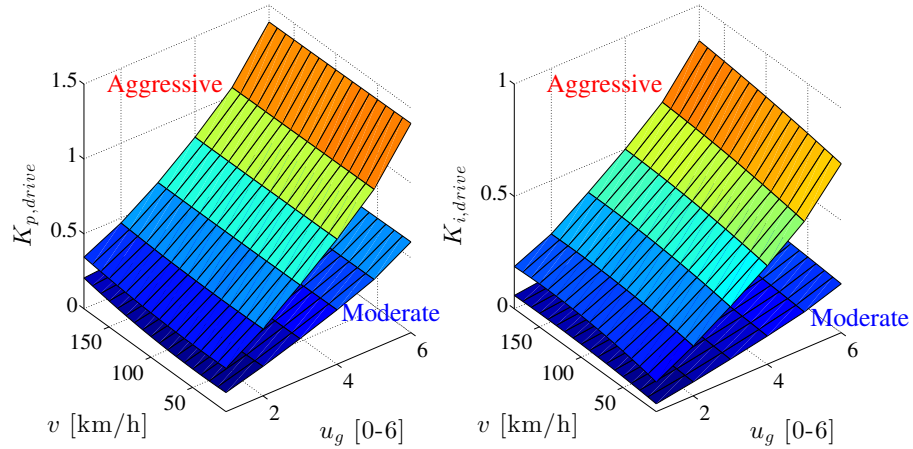 1.5
1
0.5
0
K_{p,drive}
Aggressive
Moderate
150
100
50
2
4
6
v [km/h]
u_g [0-6]
1
0.5
0
K_{i,drive}
Aggressive
Moderate
150
100
50
2
4
6
v [km/h]
u_g [0-6]